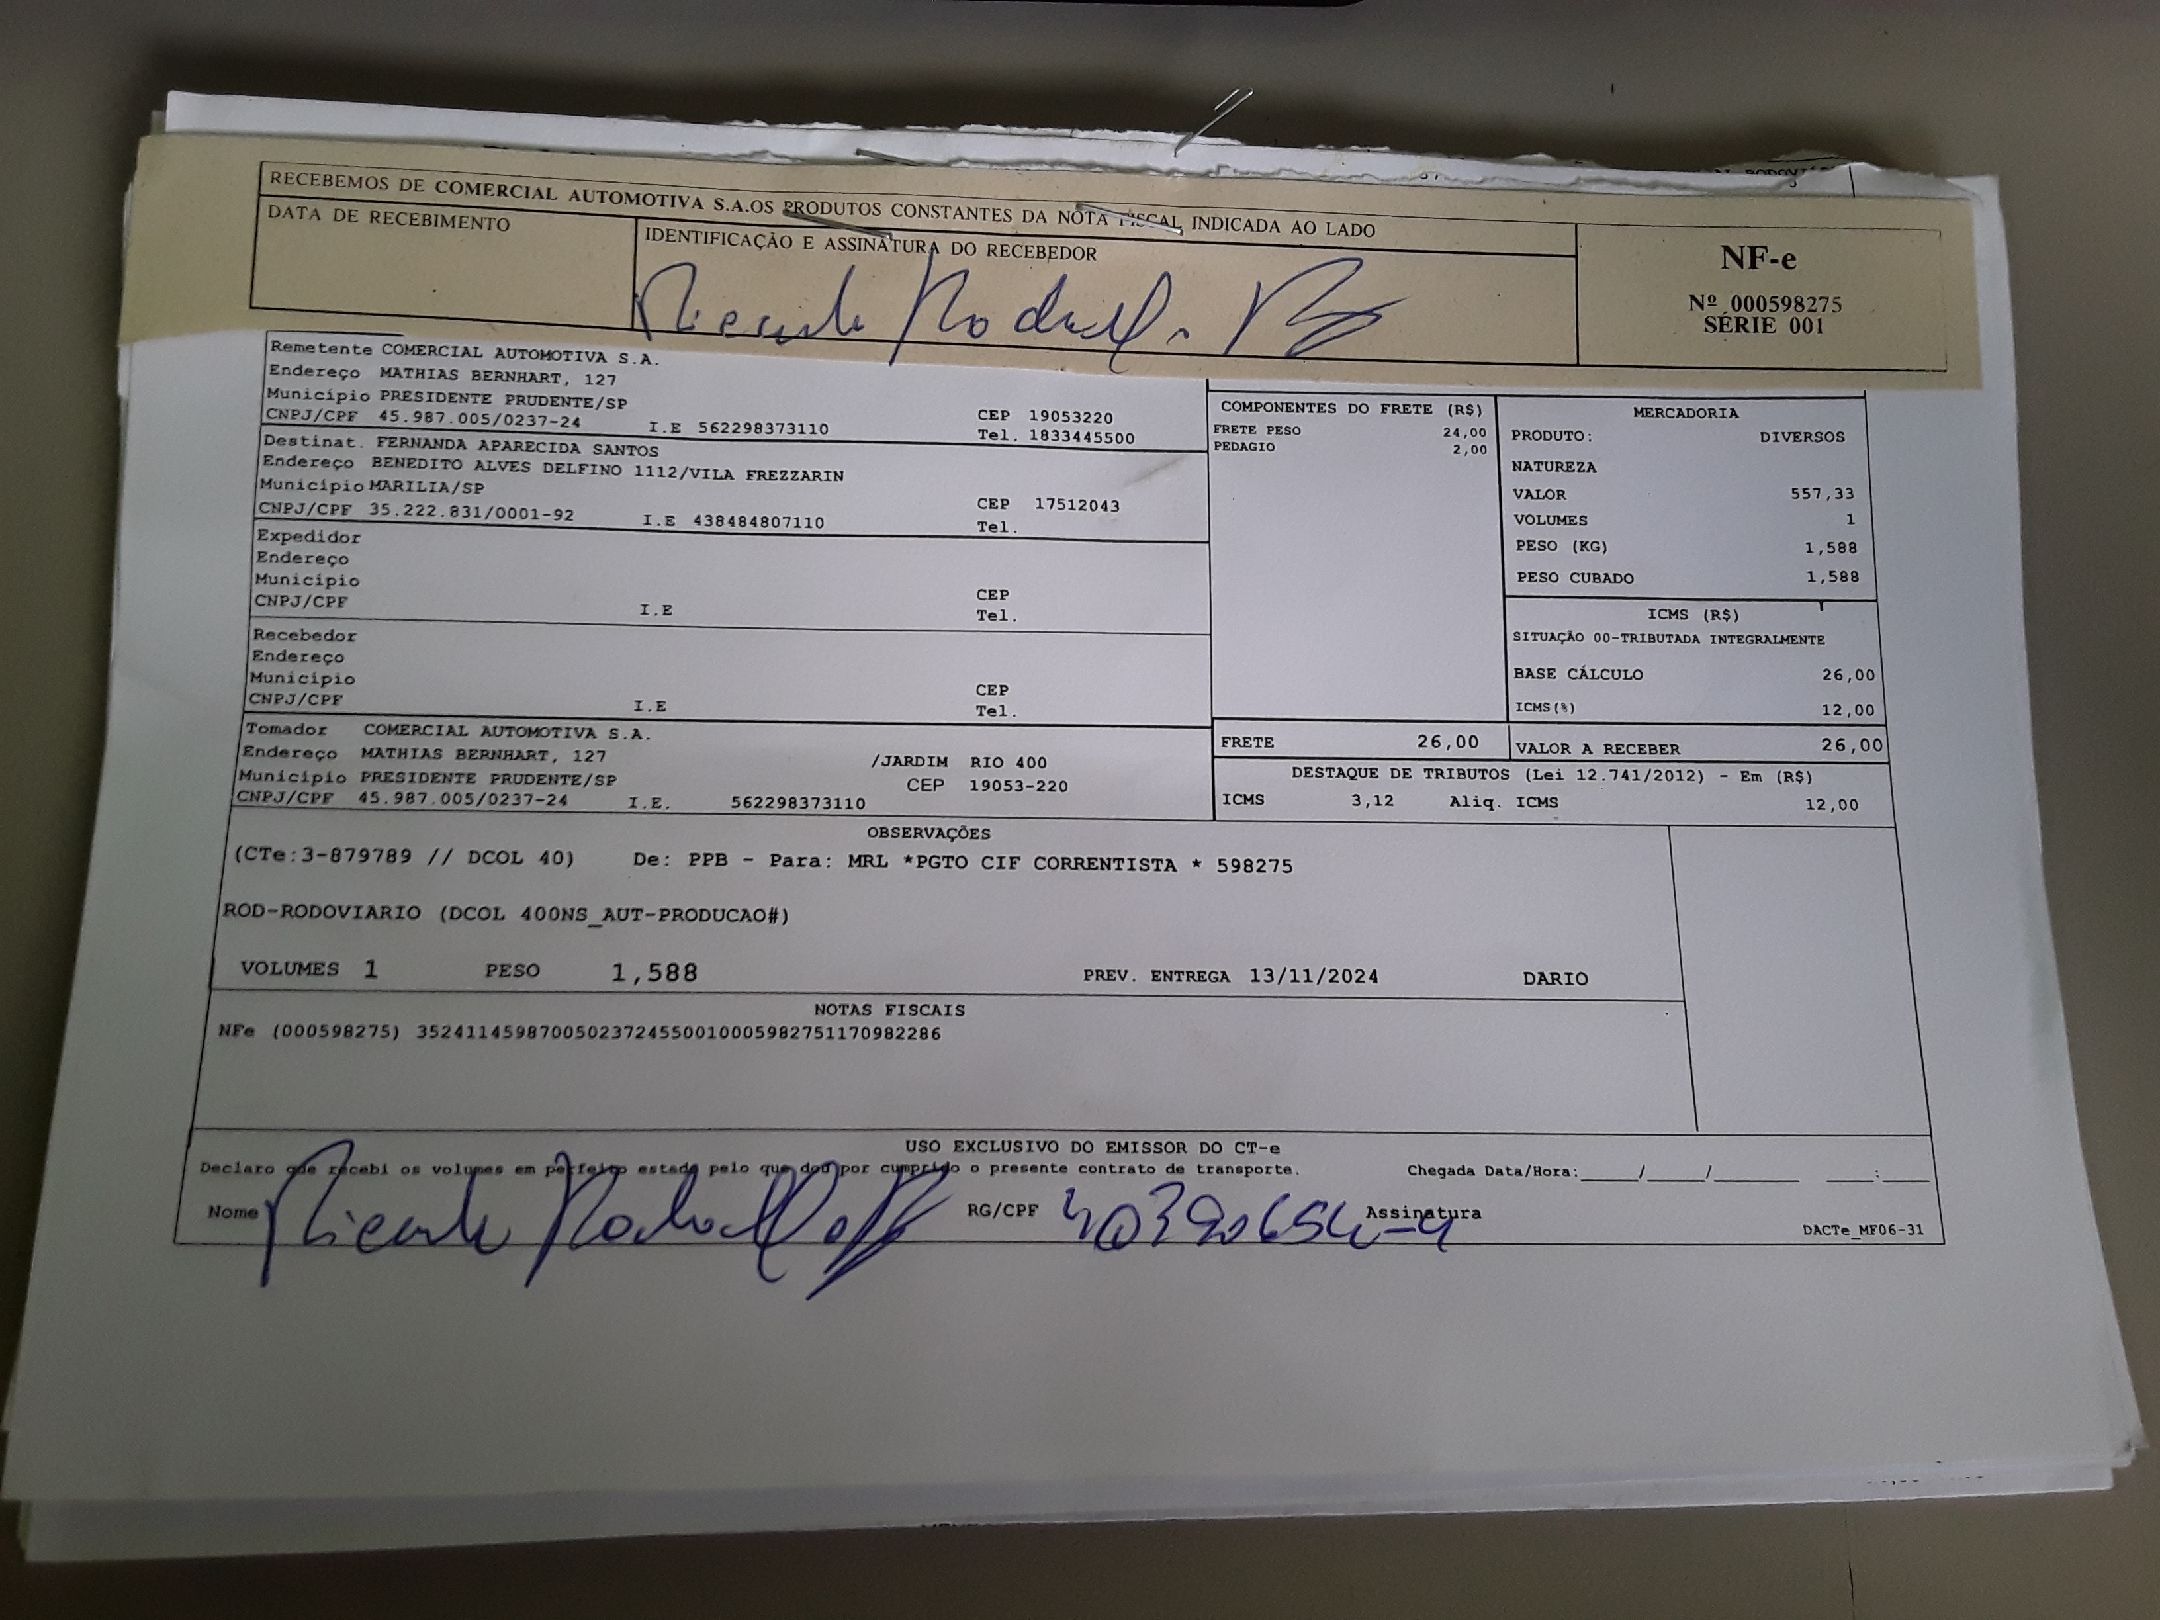 RECEBEMOS DE COMERCIAL AUTOMOTIVA S.A.OS PRODUTOS CONSTANTES DA NOTA FISCAL INDICADA AO LADO
DATA DE RECEBIMENTO
IDENTIFICAÇÃO E ASSINATURA DO RECEBEDOR
NF-e
Nº 000598275
SÉRIE 001
Remetente COMERCIAL AUTOMOTIVA S.A.
Endereço MATHIAS BERNHART, 127
Município PRESIDENTE PRUDENTE/SP CEP 19053220
CNPJ/CPF 45.987.005/0237-24 I.E 562298373110 Tel. 1833445500
Destinat. FERNANDA APARECIDA SANTOS
Endereço BENEDITO ALVES DELFINO 1112/VILA FREZZARIN
Município MARILIA/SP CEP 17512043
CNPJ/CPF 35.222.831/0001-92 I.E 438484807110 Tel.
Expedidor
Endereço
Município CEP
CNPJ/CPF I.E Tel.
Recebedor
Endereço
Município CEP
CNPJ/CPF I.E Tel.
Tomador COMERCIAL AUTOMOTIVA S.A.
Endereço MATHIAS BERNHART, 127 /JARDIM RIO 400
Município PRESIDENTE PRUDENTE/SP CEP 19053-220
CNPJ/CPF 45.987.005/0237-24 I.E. 562298373110
COMPONENTES DO FRETE (R$)
FRETE PESO 24,00
PEDAGIO 2,00
MERCADORIA
PRODUTO: DIVERSOS
NATUREZA
VALOR 557,33
VOLUMES 1
PESO (KG) 1,588
PESO CUBADO 1,588
ICMS (R$)
SITUAÇÃO 00-TRIBUTADA INTEGRALMENTE
BASE CÁLCULO 26,00
ICMS(%) 12,00
FRETE 26,00 VALOR A RECEBER 26,00
DESTAQUE DE TRIBUTOS (Lei 12.741/2012) - Em (R$)
ICMS 3,12 Aliq. ICMS 12,00
OBSERVAÇÕES
(CTe:3-879789 // DCOL 40) De: PPB - Para: MRL *PGTO CIF CORRENTISTA * 598275
ROD-RODOVIARIO (DCOL 400NS_AUT-PRODUCAO#)
VOLUMES 1 PESO 1,588 PREV. ENTREGA 13/11/2024 DARIO
NOTAS FISCAIS
NFe (000598275) 35241145987005023724550010005982751170982286
USO EXCLUSIVO DO EMISSOR DO CT-e
Declaro que recebi os volumes em perfeito estado pelo que dou por cumprido o presente contrato de transporte. Chegada Data/Hora:____/____/______ ___:___
Nome RG/CPF Assinatura
DACTe_MF06-31